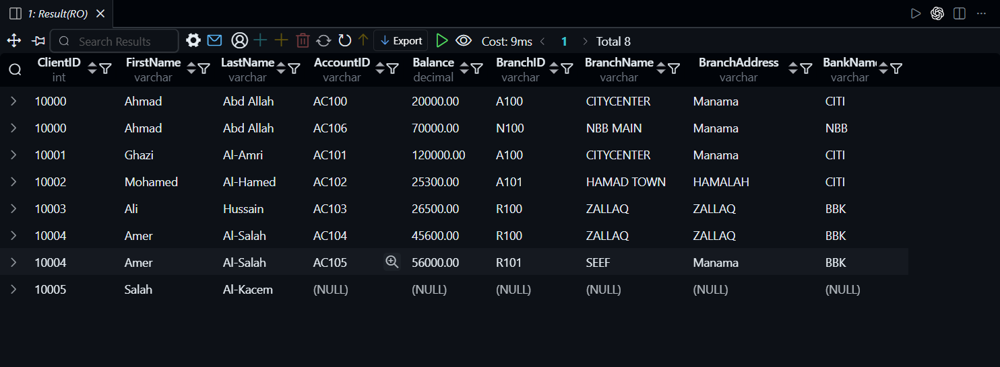 1: Result(RO)
Search Results Export Cost: 9ms 1 Total 8
ClientID FirstName LastName AccountID Balance BranchID BranchName BranchAddress BankName
int varchar varchar varchar decimal varchar varchar varchar varchar
10000 Ahmad Abd Allah AC100 20000.00 A100 CITYCENTER Manama CITI
10000 Ahmad Abd Allah AC106 70000.00 N100 NBB MAIN Manama NBB
10001 Ghazi Al-Amri AC101 120000.00 A100 CITYCENTER Manama CITI
10002 Mohamed Al-Hamed AC102 25300.00 A101 HAMAD TOWN HAMALAH CITI
10003 Ali Hussain AC103 26500.00 R100 ZALLAQ ZALLAQ BBK
10004 Amer Al-Salah AC104 45600.00 R100 ZALLAQ ZALLAQ BBK
10004 Amer Al-Salah AC105 56000.00 R101 SEEF Manama BBK
10005 Salah Al-Kacem (NULL) (NULL) (NULL) (NULL) (NULL) (NULL)